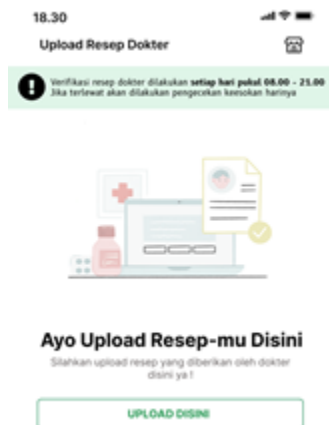 18.30
Upload Resep Dokter
Verifikasi resep dokter dilakukan setiap hari pukul 08.00 - 21.00
Jika terlewat akan dilakukan pengecekan keesokan harinya
Ayo Upload Resep-mu Disini
Silahkan upload resep yang diberikan oleh dokter
disini ya !
UPLOAD DISINI